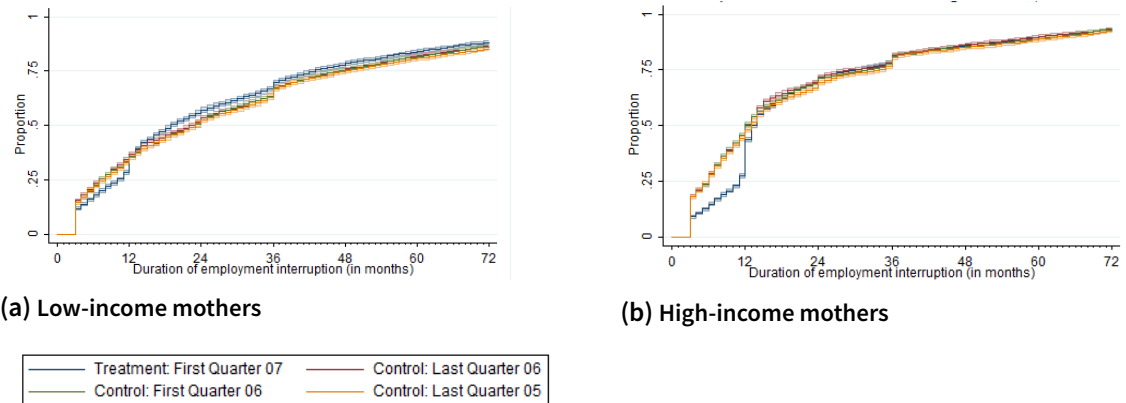 1
.75
.5
.25
0
Proportion
0 12 24 36 48 60 72
Duration of employment interruption (in months)
(a) Low-income mothers
1
.75
.5
.25
0
Proportion
0 12 24 36 48 60 72
Duration of employment interruption (in months)
(b) High-income mothers
Treatment: First Quarter 07 Control: Last Quarter 06
Control: First Quarter 06 Control: Last Quarter 05